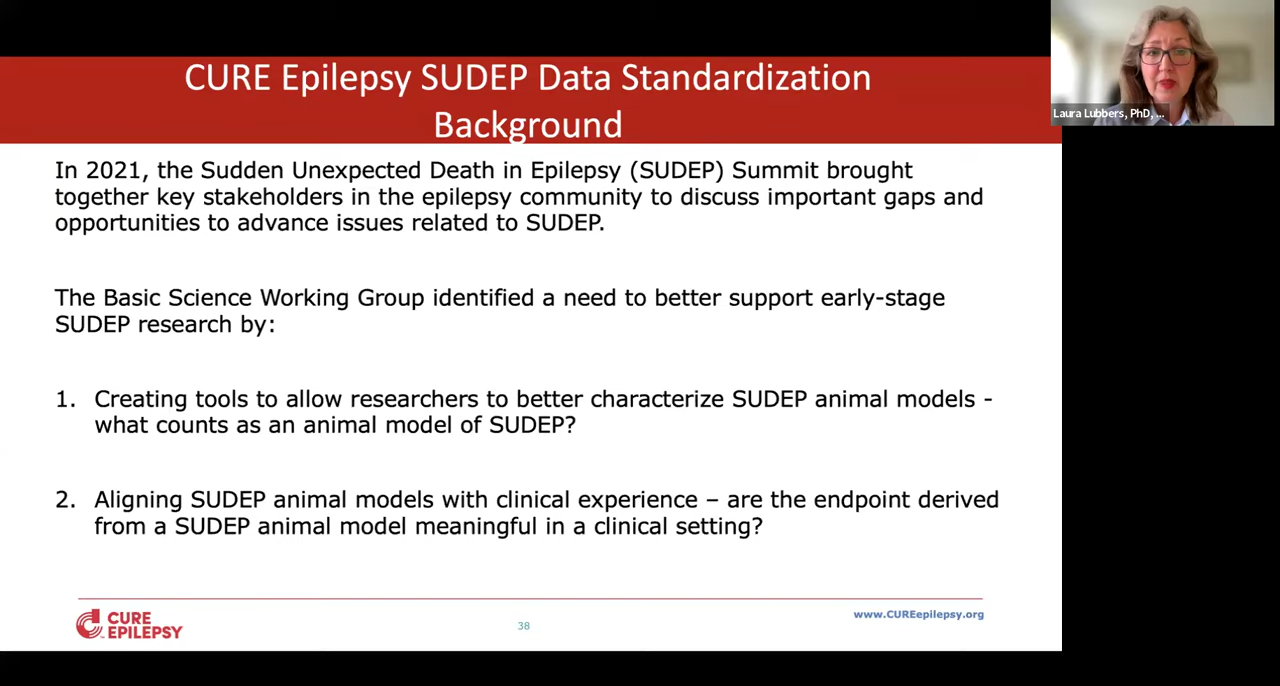 CURE Epilepsy SUDEP Data Standardization
Background
Laura Lubbers, PhD, ...
In 2021, the Sudden Unexpected Death in Epilepsy (SUDEP) Summit brought
together key stakeholders in the epilepsy community to discuss important gaps and
opportunities to advance issues related to SUDEP.
The Basic Science Working Group identified a need to better support early-stage
SUDEP research by:
1. Creating tools to allow researchers to better characterize SUDEP animal models -
what counts as an animal model of SUDEP?
2. Aligning SUDEP animal models with clinical experience – are the endpoint derived
from a SUDEP animal model meaningful in a clinical setting?
CURE
EPILEPSY
38
www.CUREepilepsy.org